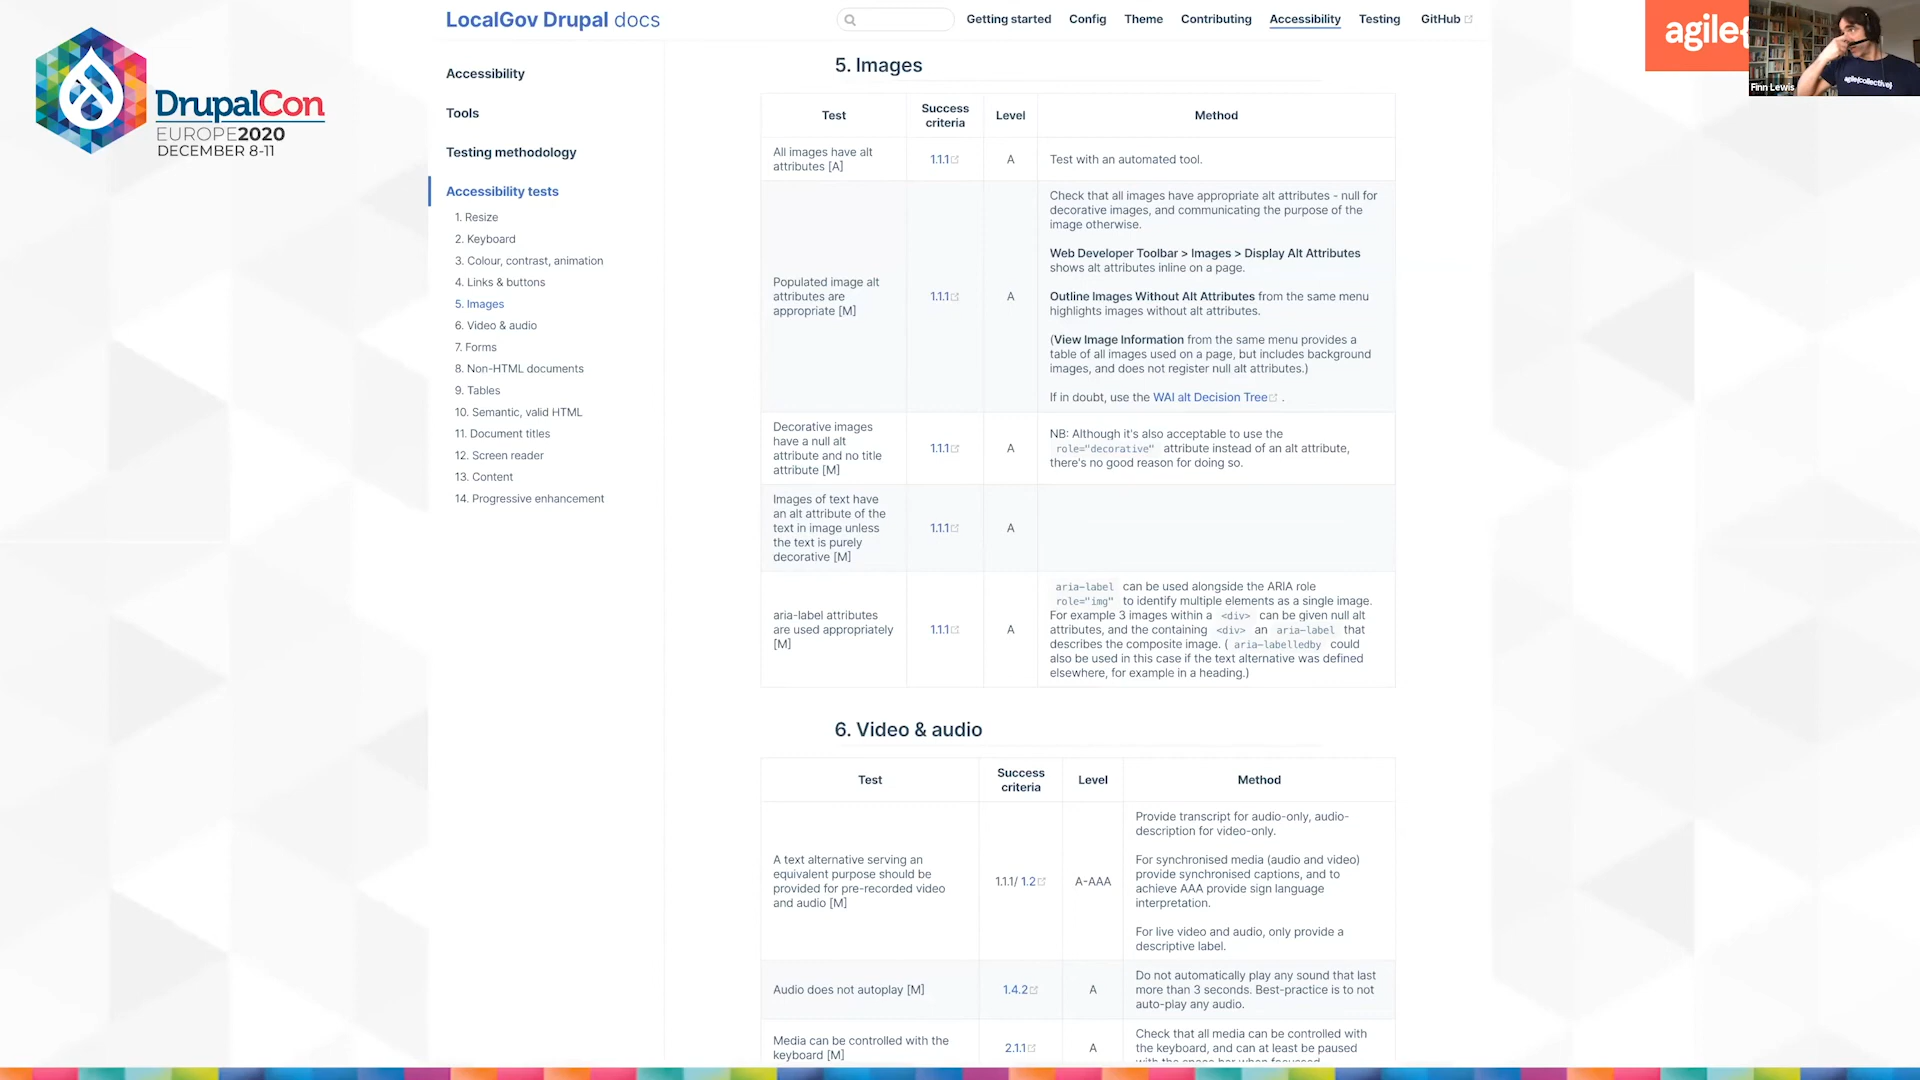 DrupalCon
EUROPE2020
DECEMBER 8-11
LocalGov Drupal docs
Getting started
Config
Theme
Contributing
Accessibility
Testing
GitHub
agile{
agile{collective}
Finn Lewis
Accessibility
Tools
Testing methodology
Accessibility tests
1. Resize
2. Keyboard
3. Colour, contrast, animation
4. Links & buttons
5. Images
6. Video & audio
7. Forms
8. Non-HTML documents
9. Tables
10. Semantic, valid HTML
11. Document titles
12. Screen reader
13. Content
14. Progressive enhancement
5. Images
Test
Success
criteria
Level
Method
All images have alt
attributes [A]
1.1.1
A
Test with an automated tool.
Populated image alt
attributes are
appropriate [M]
1.1.1
A
Check that all images have appropriate alt attributes - null for
decorative images, and communicating the purpose of the
image otherwise.
Web Developer Toolbar > Images > Display Alt Attributes
shows alt attributes inline on a page.
Outline Images Without Alt Attributes from the same menu
highlights images without alt attributes.
(View Image Information from the same menu provides a
table of all images used on a page, but includes background
images, and does not register null alt attributes.)
If in doubt, use the WAI alt Decision Tree .
Decorative images
have a null alt
attribute and no title
attribute [M]
1.1.1
A
NB: Although it's also acceptable to use the
role="decorative" attribute instead of an alt attribute,
there's no good reason for doing so.
Images of text have
an alt attribute of the
text in image unless
the text is purely
decorative [M]
1.1.1
A
aria-label attributes
are used appropriately
[M]
1.1.1
A
aria-label can be used alongside the ARIA role
role="img" to identify multiple elements as a single image.
For example 3 images within a <div> can be given null alt
attributes, and the containing <div> an aria-label that
describes the composite image. ( aria-labelledby could
also be used in this case if the text alternative was defined
elsewhere, for example in a heading.)
6. Video & audio
Test
Success
criteria
Level
Method
A text alternative serving an
equivalent purpose should be
provided for pre-recorded video
and audio [M]
1.1.1/ 1.2
A-AAA
Provide transcript for audio-only, audio-
description for video-only.
For synchronised media (audio and video)
provide synchronised captions, and to
achieve AAA provide sign language
interpretation.
For live video and audio, only provide a
descriptive label.
Audio does not autoplay [M]
1.4.2
A
Do not automatically play any sound that last
more than 3 seconds. Best-practice is to not
auto-play any audio.
Media can be controlled with the
keyboard [M]
2.1.1
A
Check that all media can be controlled with
the keyboard, and can at least be paused